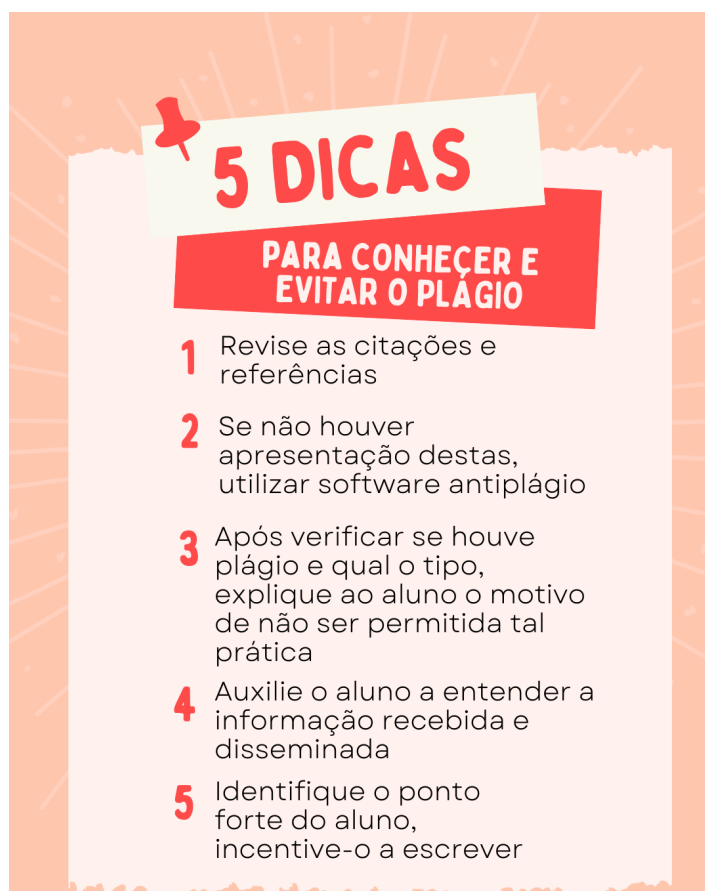 5 DICAS
PARA CONHEÇER E
EVITAR O PLÁGIO
1 Revise as citações e
referências
2 Se não houver
apresentação destas,
utilizar software antiplágio
3 Após verificar se houve
plágio e qual o tipo,
explique ao aluno o motivo
de não ser permitida tal
prática
4 Auxilie o aluno a entender a
informação recebida e
disseminada
5 Identifique o ponto
forte do aluno,
incentive-o a escrever